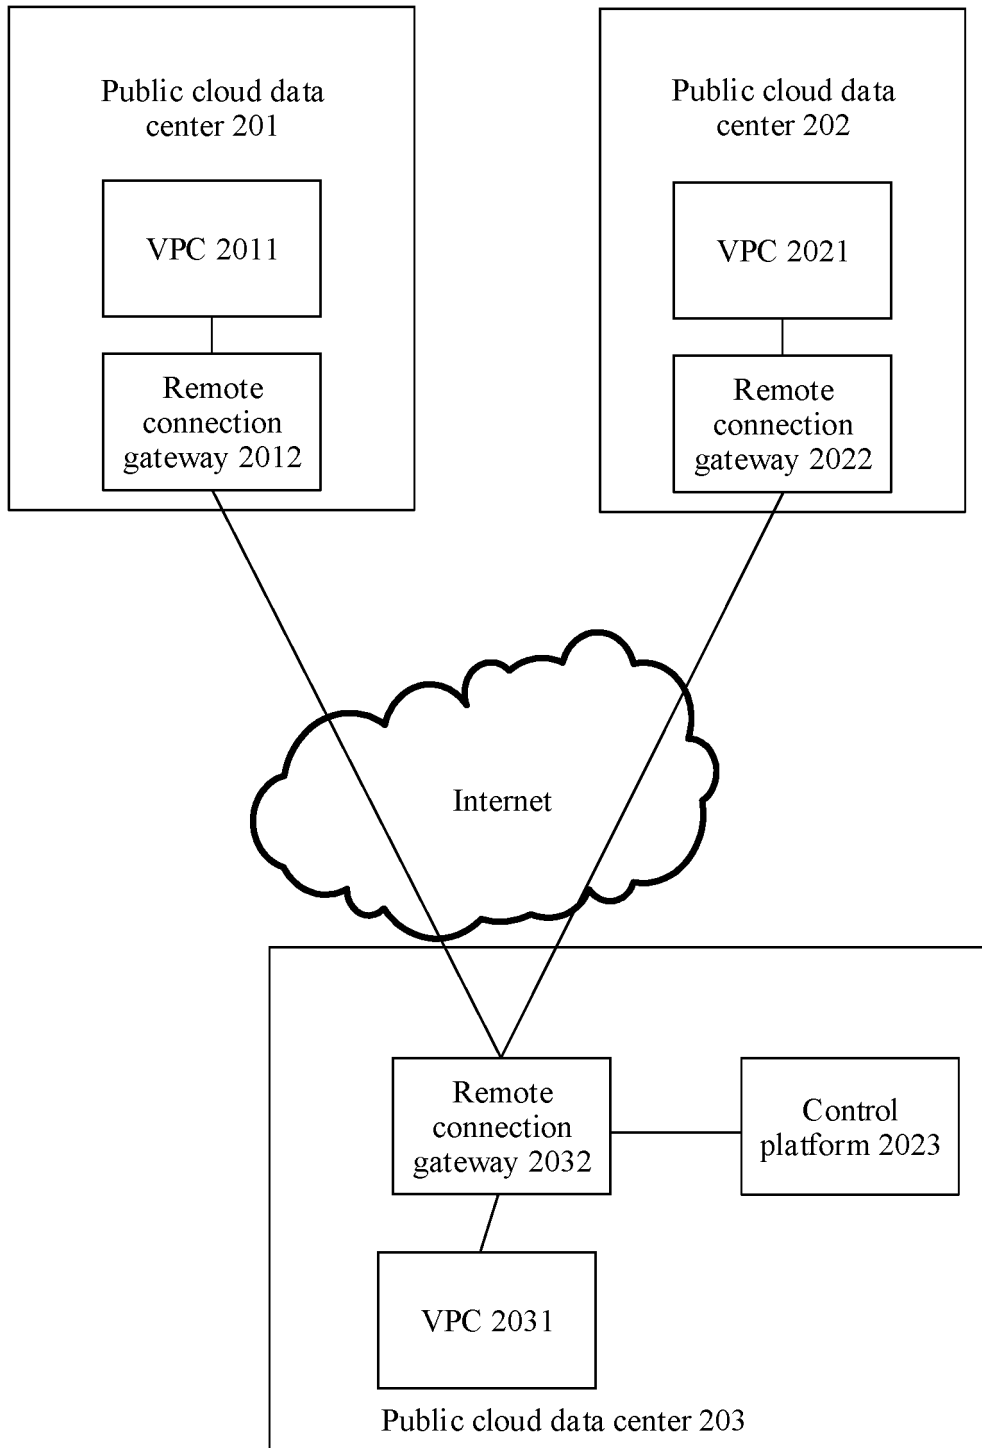 Public cloud data
center 201
VPC 2011
Remote
connection
gateway 2012
Public cloud data
center 202
VPC 2021
Remote
connection
gateway 2022
Internet
Remote
connection
gateway 2032
Control
platform 2023
VPC 2031
Public cloud data center 203